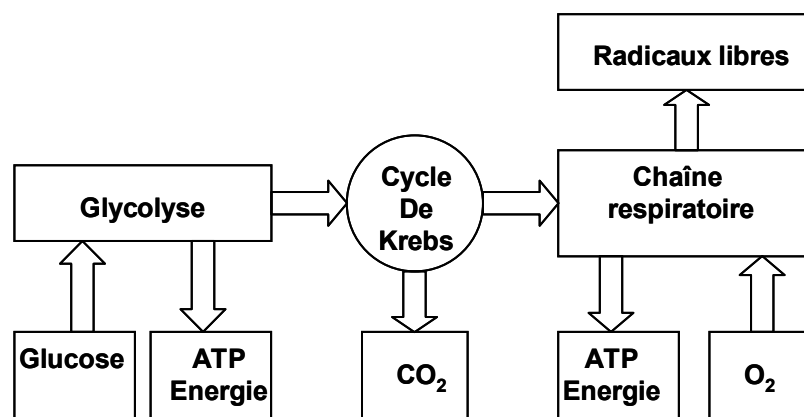 Radicaux libres
Glycolyse
Cycle
De
Krebs
Chaîne
respiratoire
Glucose
ATP
Energie
CO₂
ATP
Energie
O₂